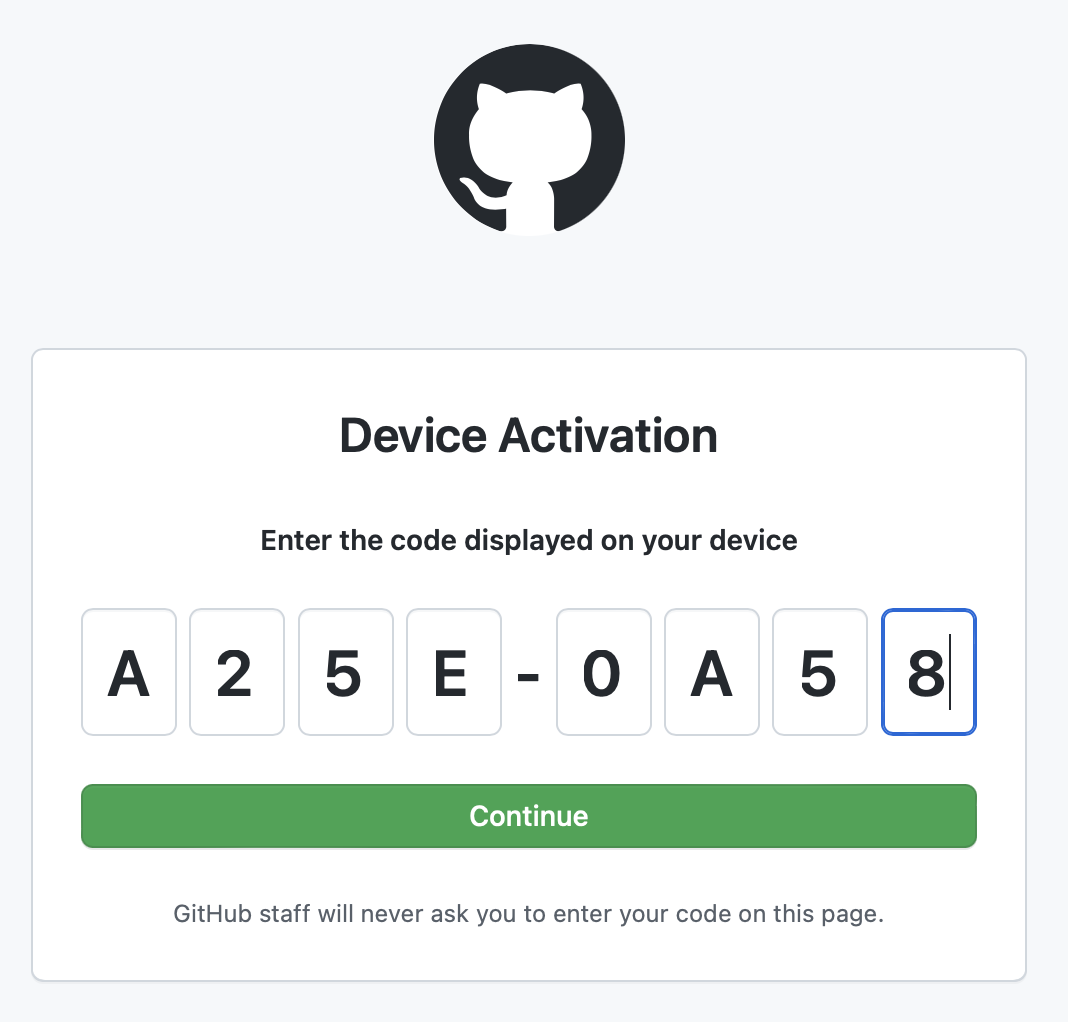 Device Activation
Enter the code displayed on your device
A 2 5 E - 0 A 5 8
Continue
GitHub staff will never ask you to enter your code on this page.